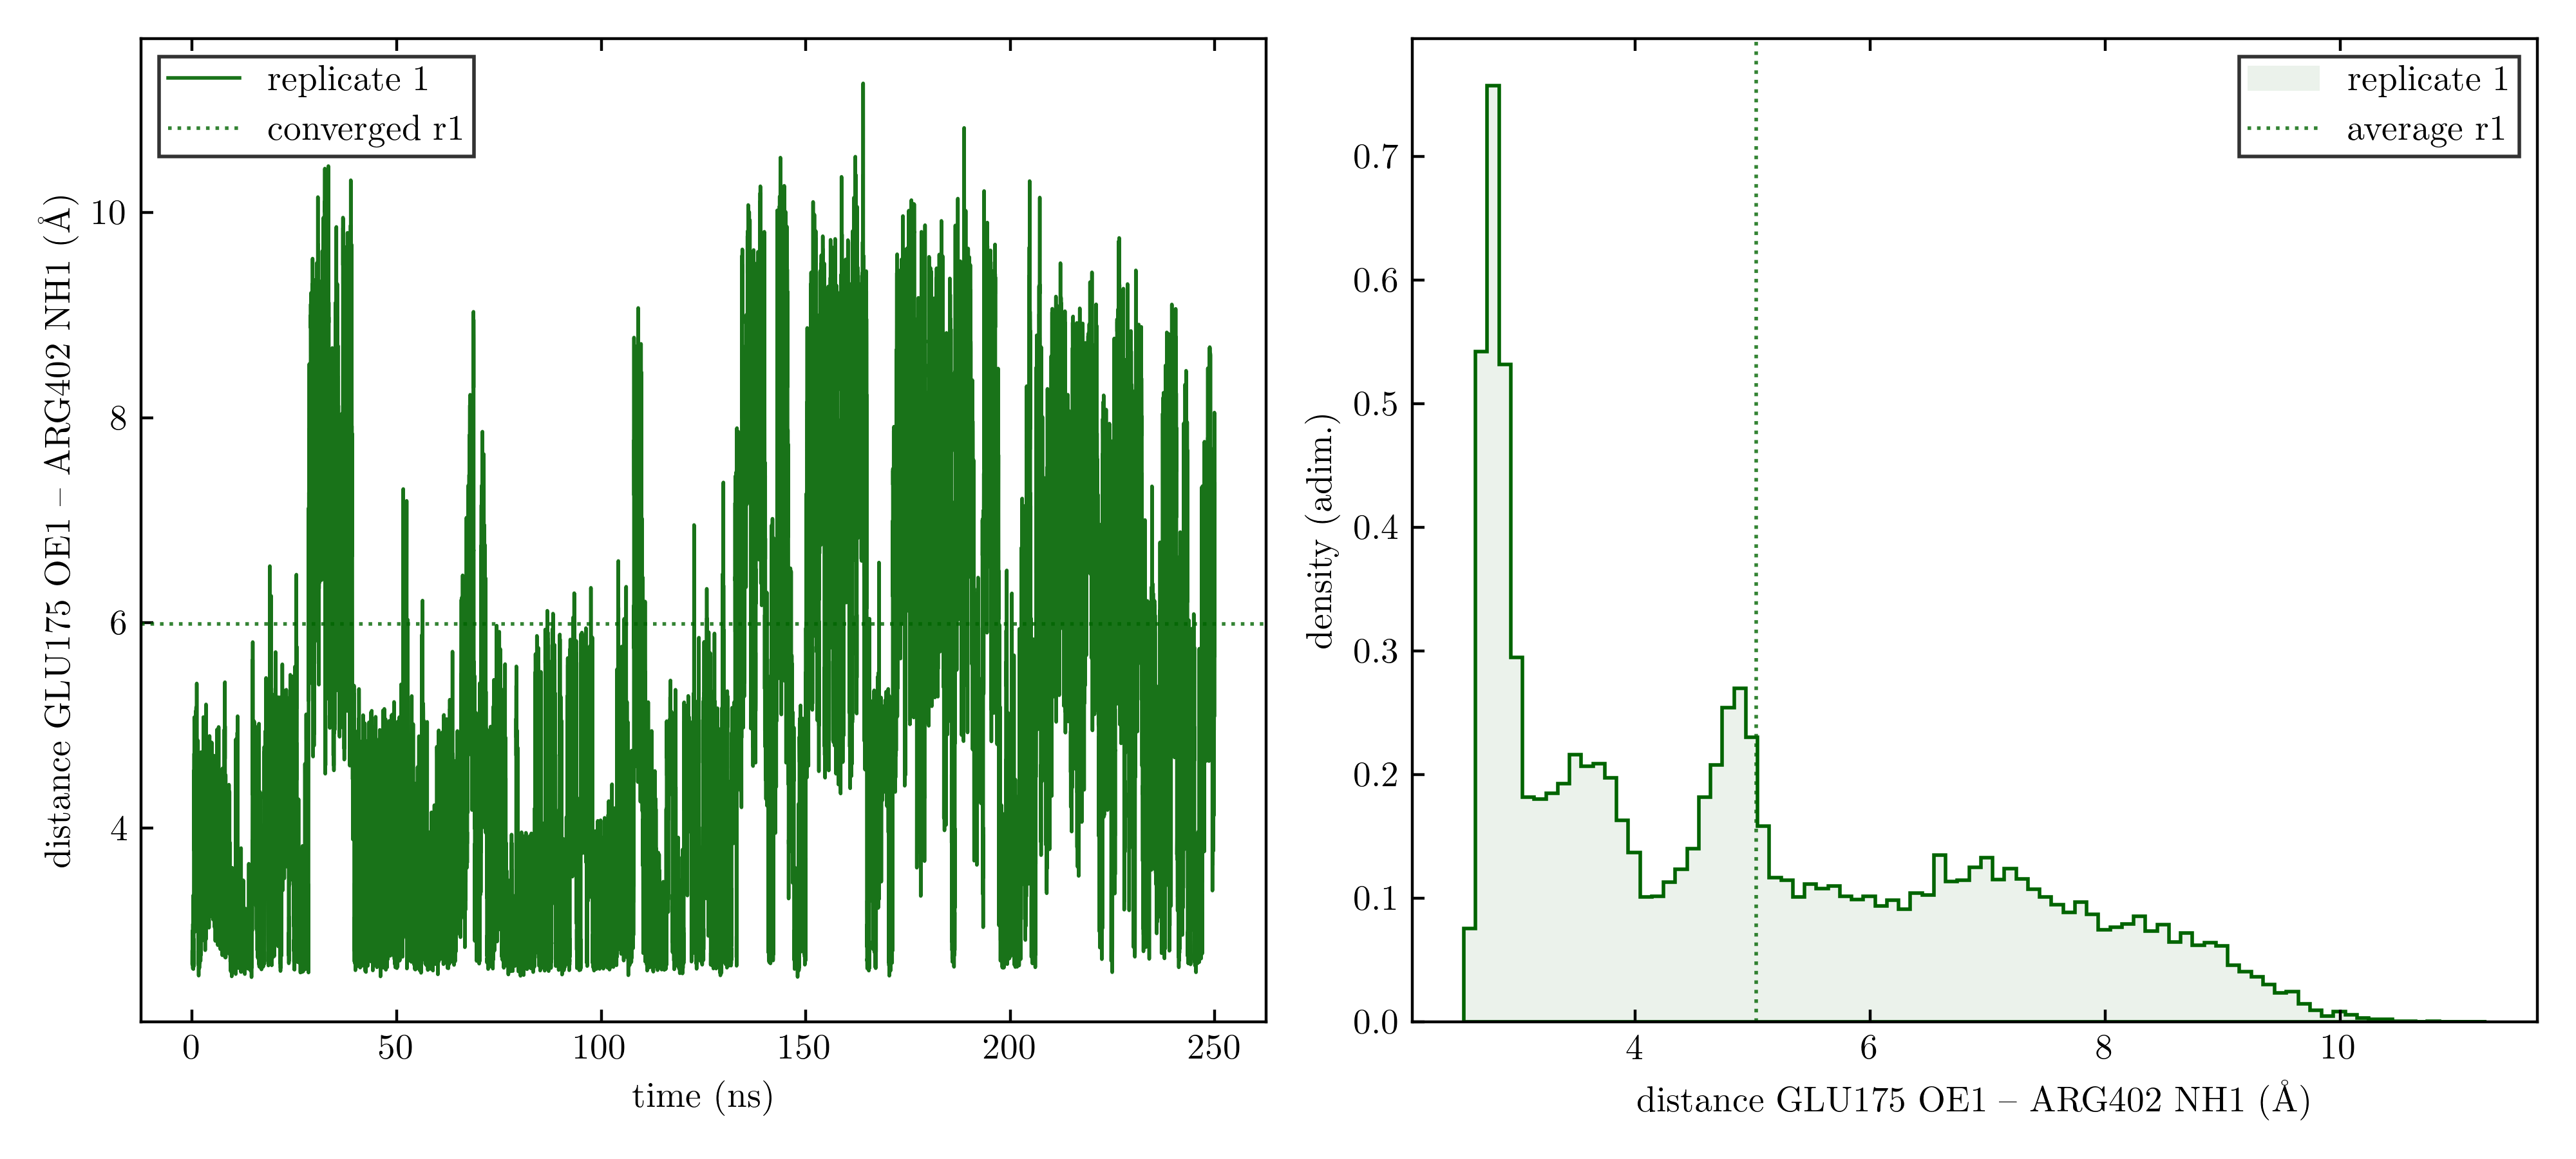 replicate 1
converged r1
distance GLU175 OE1 – ARG402 NH1 (Å)
10
8
6
4
0 50 100 150 200 250
time (ns)
replicate 1
average r1
density (adim.)
0.7
0.6
0.5
0.4
0.3
0.2
0.1
0.0
4 6 8 10
distance GLU175 OE1 – ARG402 NH1 (Å)